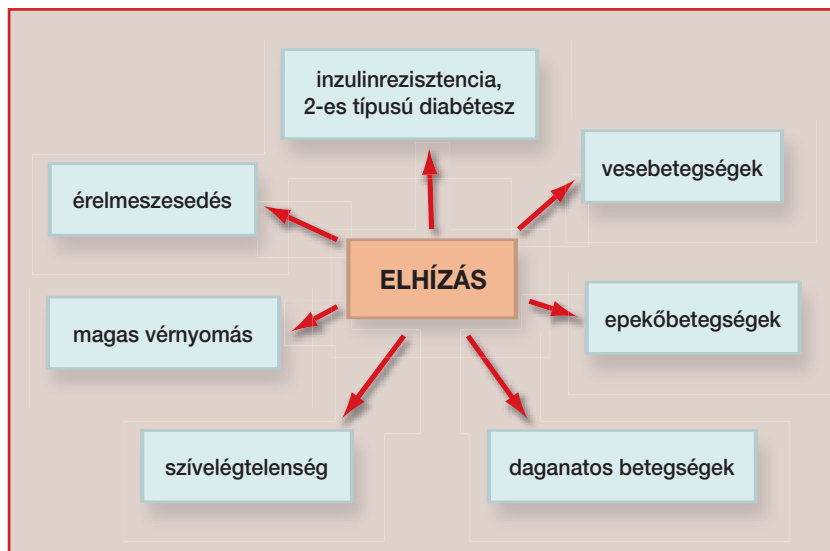 inzulinrezisztencia,
2-es típusú diabétesz
vesebetegségek
érelmeszesedés
ELHÍZÁS
magas vérnyomás
epekőbetegségek
szívelégtelenség
daganatos betegségek